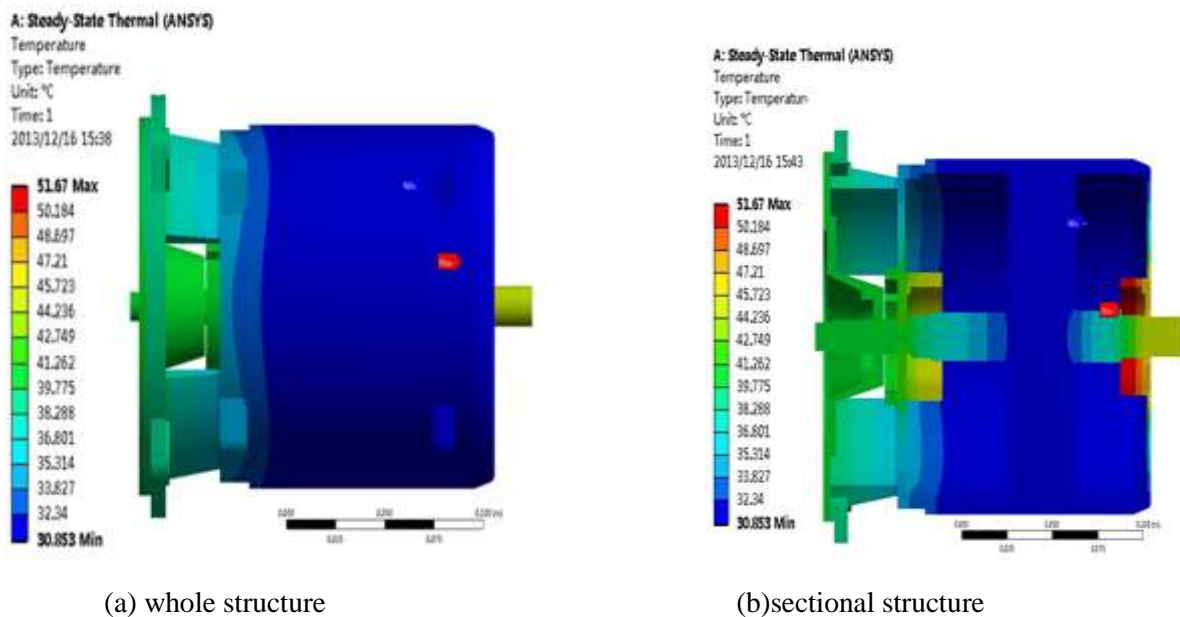 A: Steady-State Thermal (ANSYS)
Temperature
Type: Temperature
Unit: °C
Time: 1
2013/12/16 15:38
51.67 Max
50.184
48.697
47.21
45.723
44.236
42.749
41.262
39.775
38.288
36.801
35.314
33.827
32.34
30.853 Min
(a) whole structure
A: Steady-State Thermal (ANSYS)
Temperature
Type: Temperatun
Unit: °C
Time: 1
2013/12/16 15:43
51.67 Max
50.184
48.697
47.21
45.723
44.236
42.749
41.262
39.775
38.288
36.801
35.314
33.827
32.34
30.853 Min
(b)sectional structure